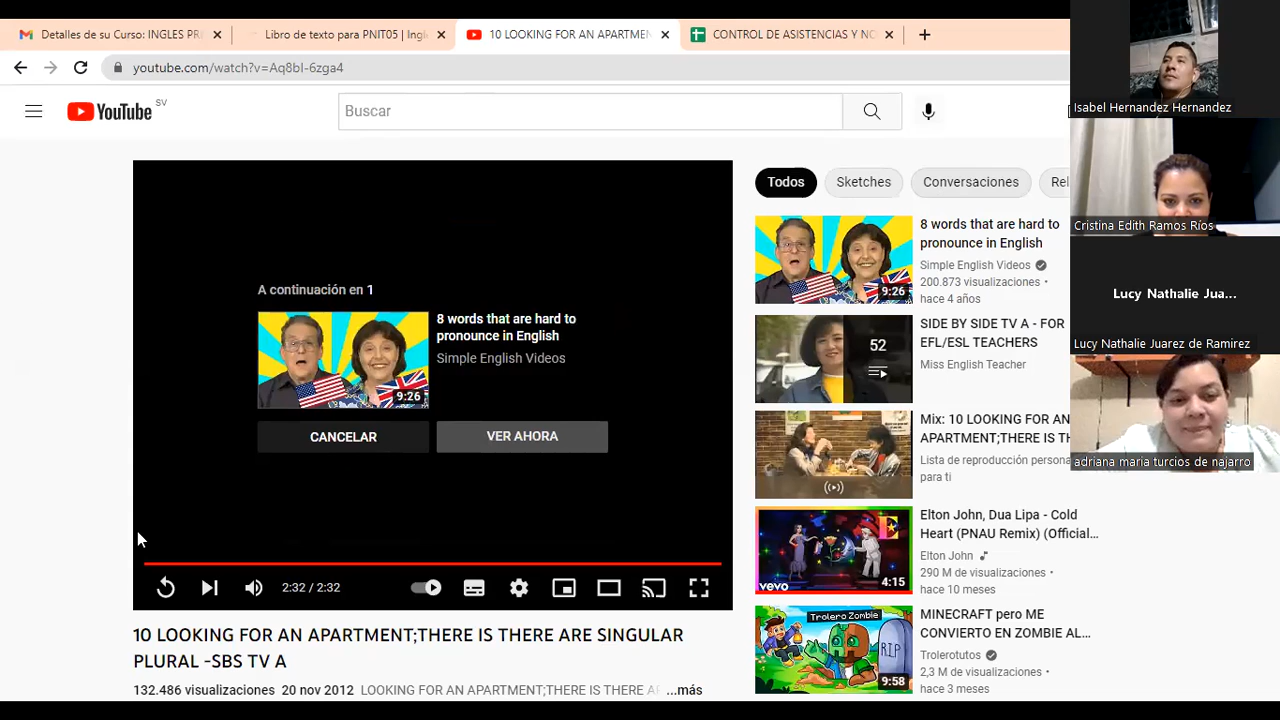 Detalles de su Curso: INGLES PR
Libro de texto para PNIT05 | Ingl
10 LOOKING FOR AN APARTMEN
CONTROL DE ASISTENCIAS Y NO
youtube.com/watch?v=Aq8bI-6zga4
YouTube SV
Buscar
Todos
Sketches
Conversaciones
Rel
A continuación en 1
8 words that are hard to
pronounce in English
Simple English Videos
9:26
CANCELAR
VER AHORA
2:32 / 2:32
10 LOOKING FOR AN APARTMENT;THERE IS THERE ARE SINGULAR
PLURAL -SBS TV A
132.486 visualizaciones 20 nov 2012 LOOKING FOR AN APARTMENT;THERE IS THERE AF ...más
9:26
8 words that are hard to
pronounce in English
Simple English Videos
200.873 visualizaciones •
hace 4 años
52
SIDE BY SIDE TV A - FOR
EFL/ESL TEACHERS
Miss English Teacher
Mix: 10 LOOKING FOR AN
APARTMENT;THERE IS TH
Lista de reproducción persona
para ti
vevo
4:15
Elton John, Dua Lipa - Cold
Heart (PNAU Remix) (Official...
Elton John
290 M de visualizaciones •
hace 10 meses
Trolero Zombie
RIP
9:58
MINECRAFT pero ME
CONVIERTO EN ZOMBIE AL...
Trolerotutos
2,3 M de visualizaciones •
hace 3 meses
Isabel Hernandez Hernandez
Cristina Edith Ramos Ríos
Lucy Nathalie Jua...
Lucy Nathalie Juarez de Ramirez
adriana maria turcios de najarro